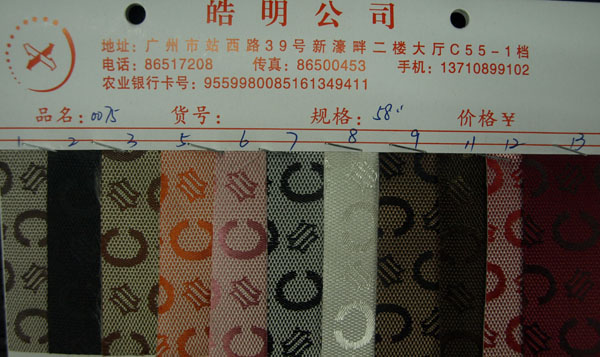 皓明公司
地址：广州市站西路39号新濠畔二楼大厅C55-1档
电话：86517208 传真：86500453 手机：13710899102
农业银行卡号：9559980085161349411
品名：0075 货号： 规格：58" 价格￥
1 2 3 5 6 7 8 9 11 12 13